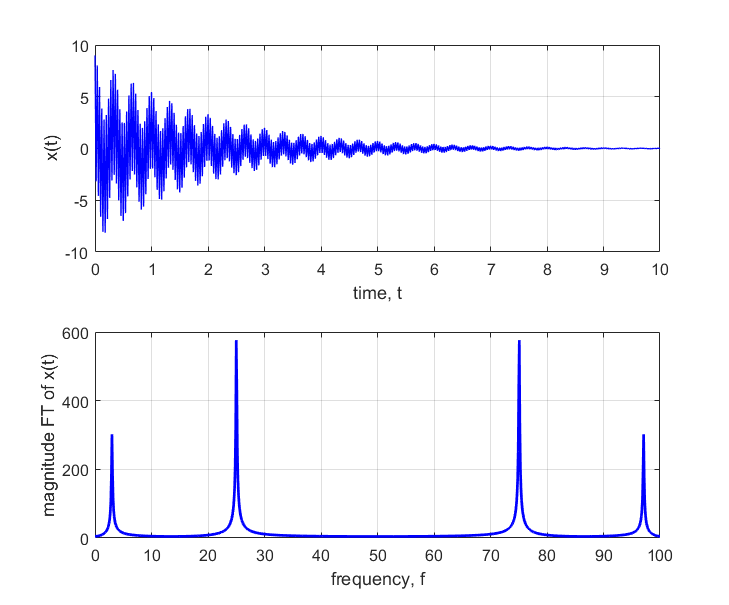 10
5
0
-5
-10
x(t)
0 1 2 3 4 5 6 7 8 9 10
time, t
600
400
200
0
magnitude FT of x(t)
0 10 20 30 40 50 60 70 80 90 100
frequency, f